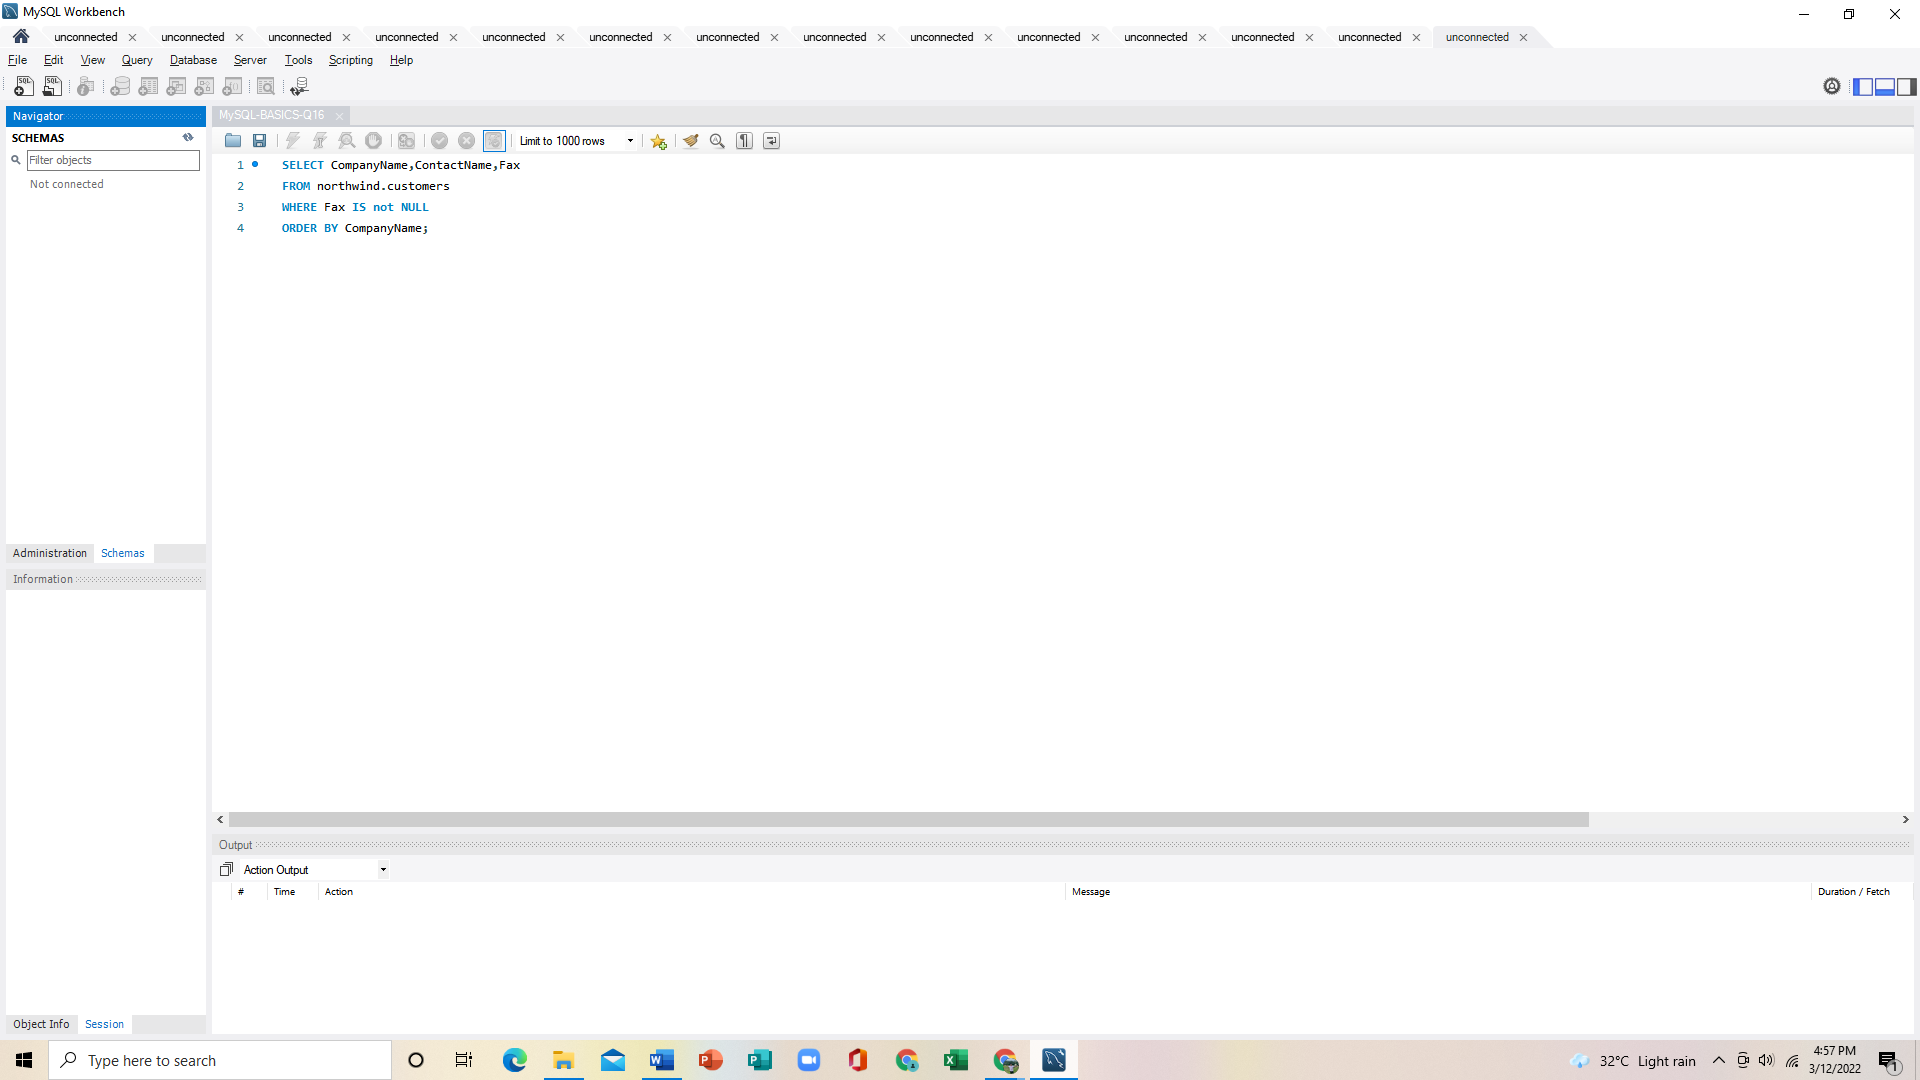 MySQL Workbench
unconnected unconnected unconnected unconnected unconnected unconnected unconnected unconnected unconnected unconnected unconnected unconnected unconnected unconnected
File Edit View Query Database Server Tools Scripting Help
Navigator
SCHEMAS
Filter objects
Not connected
MySQL-BASICS-Q16
Limit to 1000 rows
1 SELECT CompanyName,ContactName,Fax
2 FROM northwind.customers
3 WHERE Fax IS not NULL
4 ORDER BY CompanyName;
Administration Schemas
Information
Output
Action Output
# Time Action Message Duration / Fetch
Object Info Session
Type here to search
32°C Light rain
4:57 PM
3/12/2022
1